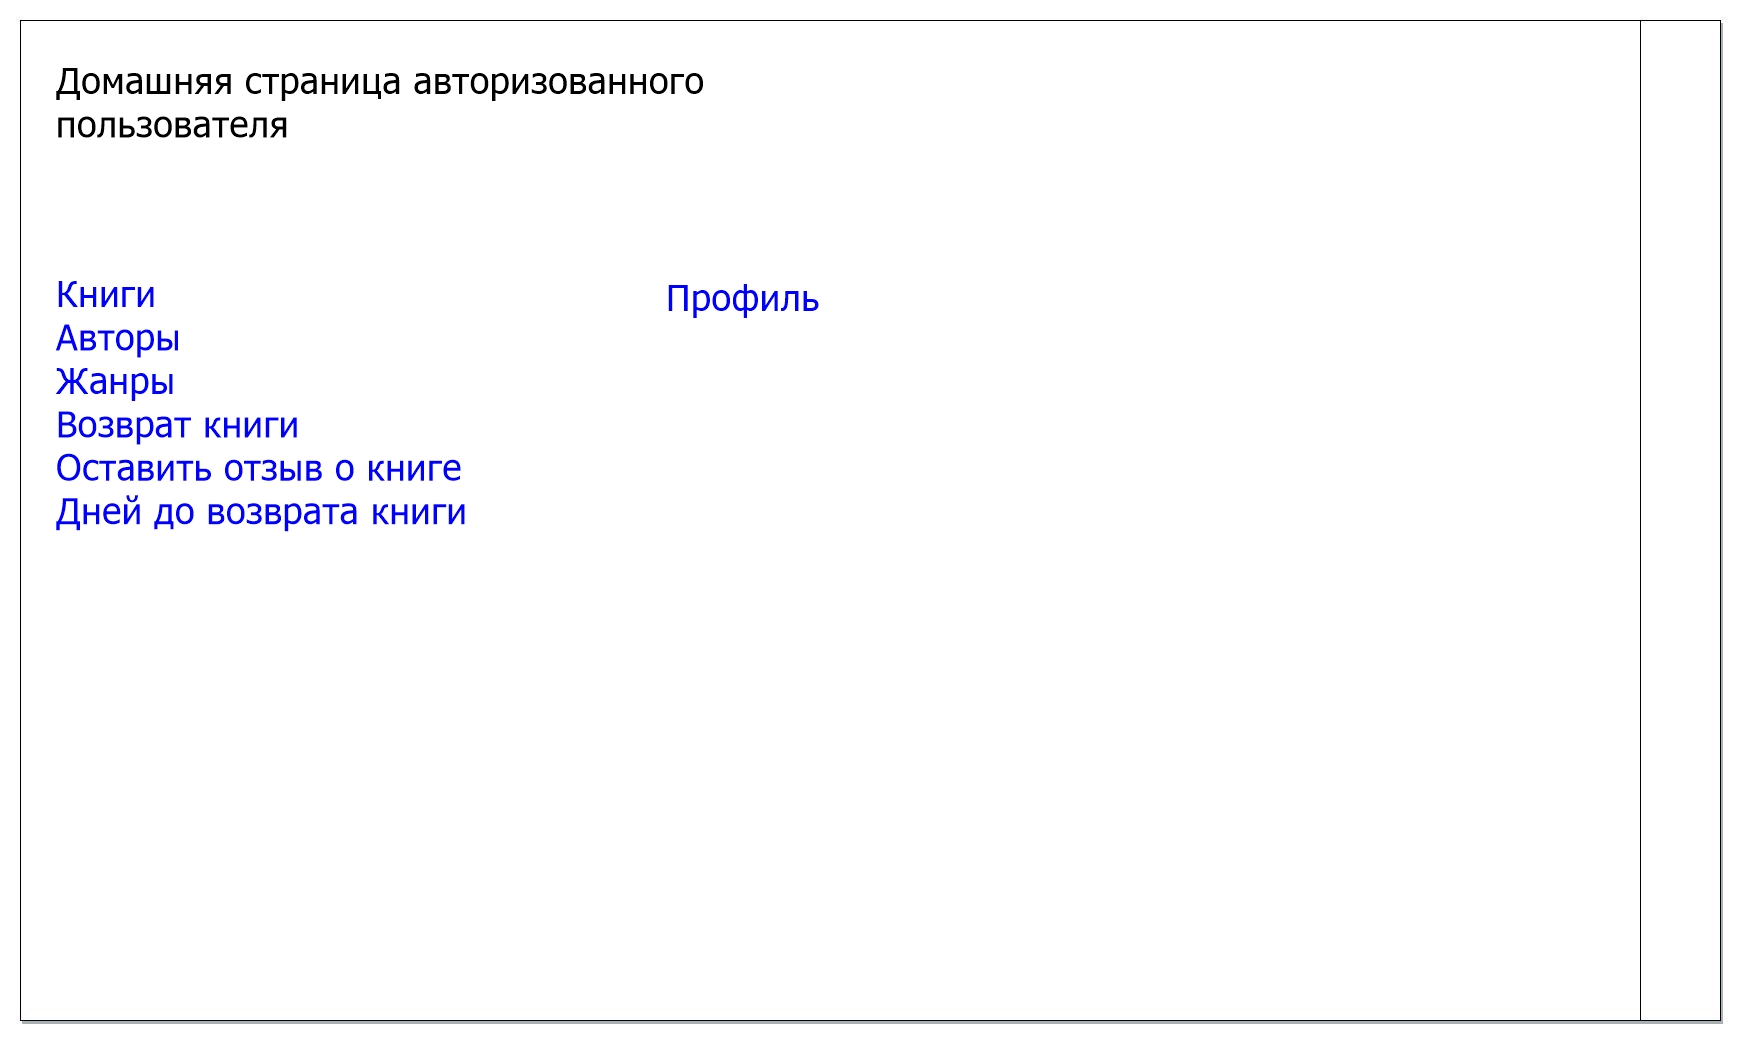 Домашняя страница авторизованного
пользователя
Книги
Профиль
Авторы
Жанры
Возврат книги
Оставить отзыв о книге
Дней до возврата книги